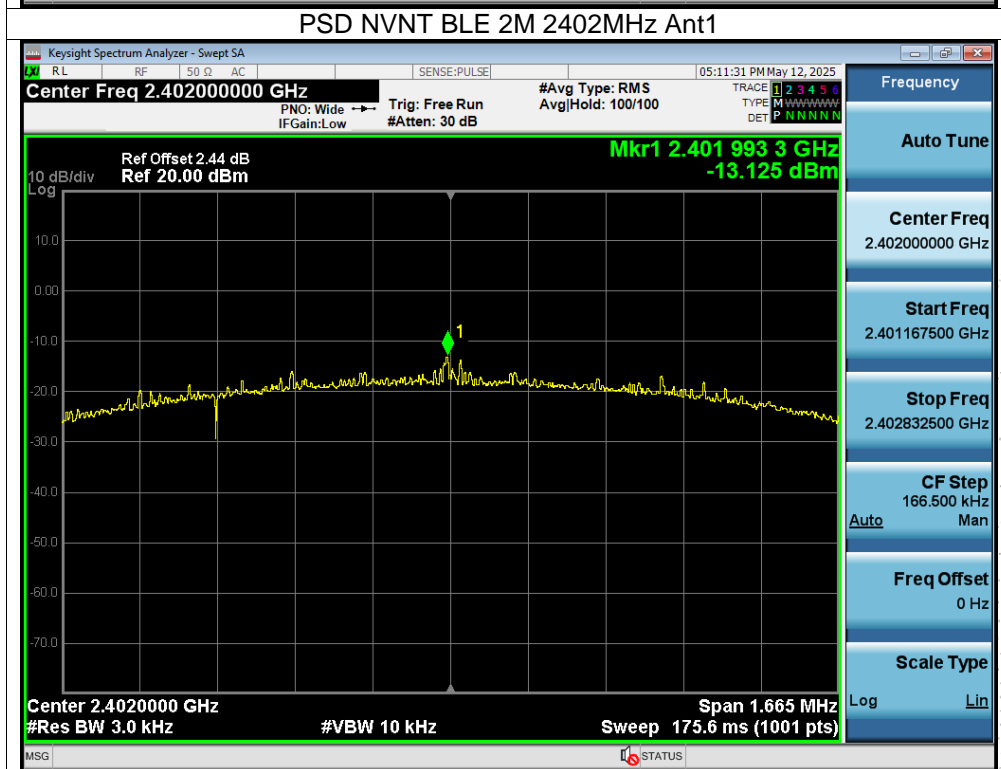 PSD NVNT BLE 2M 2402MHz Ant1
Keysight Spectrum Analyzer - Swept SA
LXI RL RF 50 Ω AC SENSE:PULSE 05:11:31 PM May 12, 2025
Center Freq 2.402000000 GHz
PNO: Wide
IFGain:Low
Trig: Free Run
#Atten: 30 dB
#Avg Type: RMS
Avg|Hold: 100/100
TRACE 1 2 3 4 5 6
TYPE M WWWWW
DET P N N N N N
Frequency
Ref Offset 2.44 dB
Ref 20.00 dBm
10 dB/div
Log
Mkr1 2.401 993 3 GHz
-13.125 dBm
10.0
0.00
-10.0
-20.0
-30.0
-40.0
-50.0
-60.0
-70.0
1
Center 2.4020000 GHz
Span 1.665 MHz
#Res BW 3.0 kHz
#VBW 10 kHz
Sweep 175.6 ms (1001 pts)
Auto Tune
Center Freq
2.402000000 GHz
Start Freq
2.401167500 GHz
Stop Freq
2.402832500 GHz
CF Step
166.500 kHz
Auto Man
Freq Offset
0 Hz
Scale Type
Log Lin
MSG
STATUS